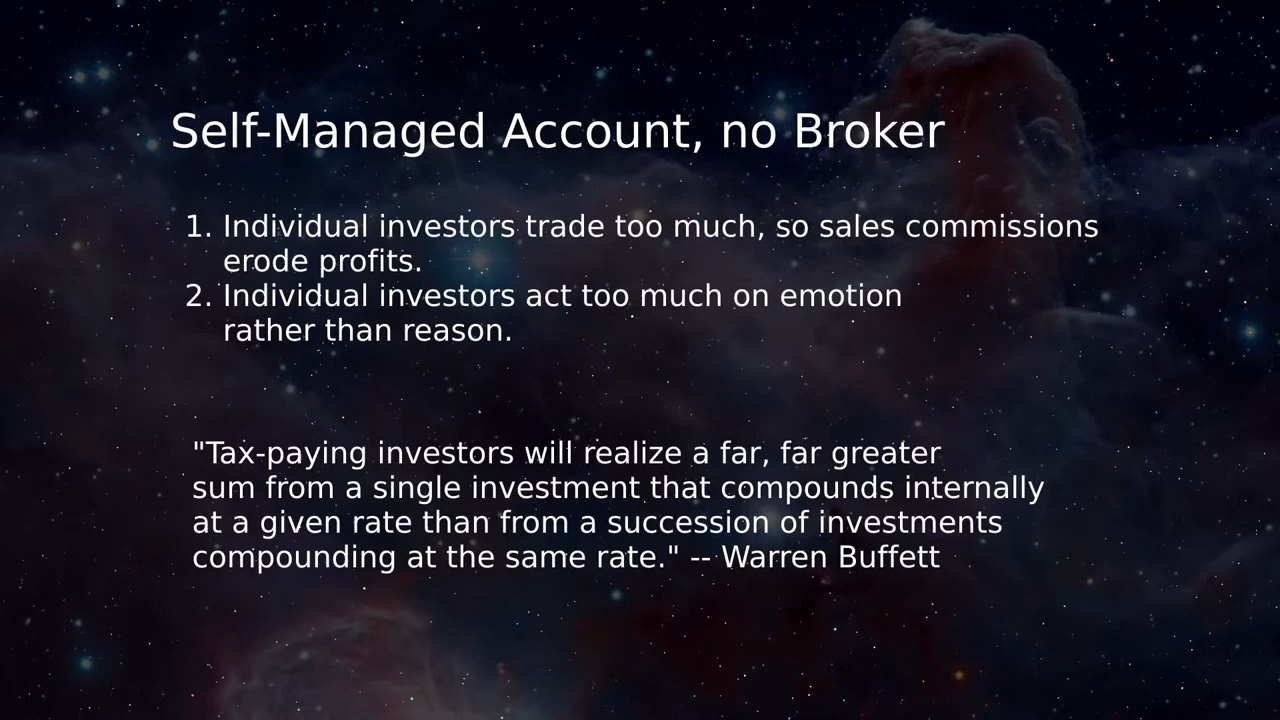 Self-Managed Account, no Broker
1. Individual investors trade too much, so sales commissions
erode profits.
2. Individual investors act too much on emotion
rather than reason.
"Tax-paying investors will realize a far, far greater
sum from a single investment that compounds internally
at a given rate than from a succession of investments
compounding at the same rate." -- Warren Buffett